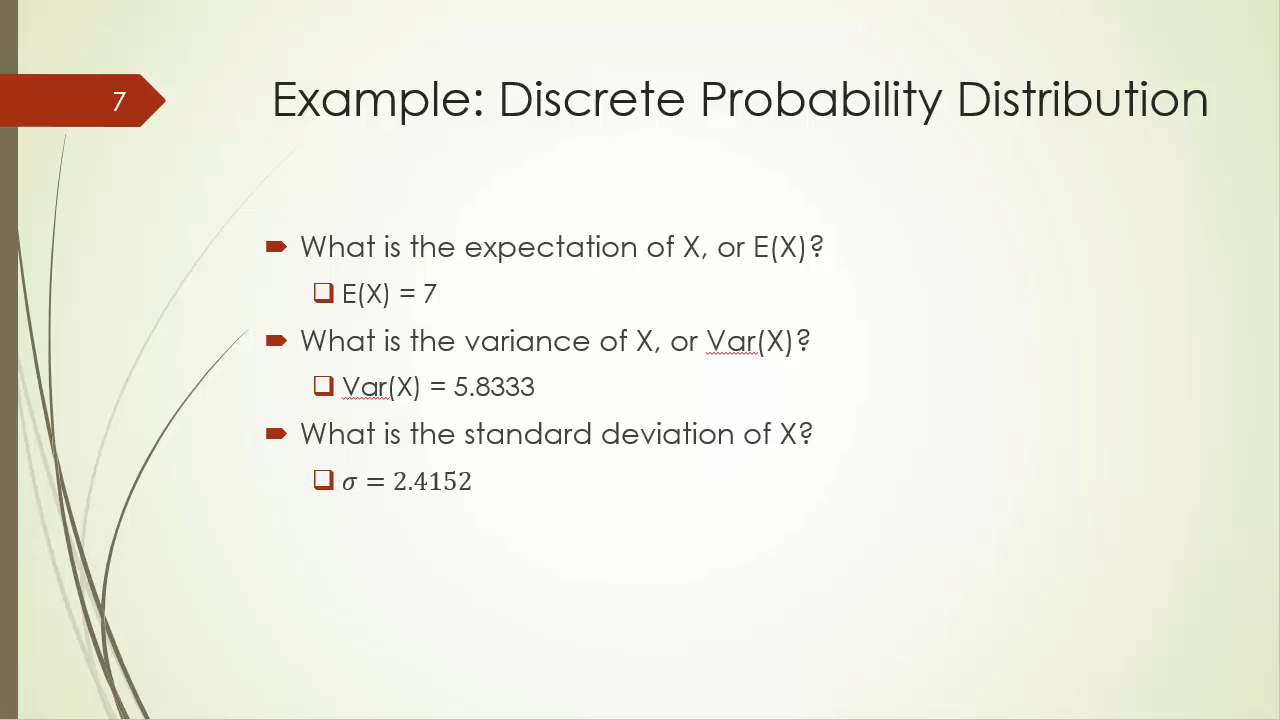 7
Example: Discrete Probability Distribution
What is the expectation of X, or E(X)?
E(X) = 7
What is the variance of X, or Var(X)?
Var(X) = 5.8333
What is the standard deviation of X?
𝜎 = 2.4152